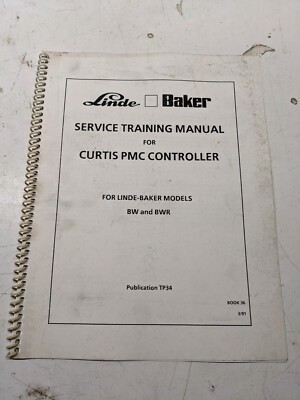 Linde Baker
SERVICE TRAINING MANUAL
FOR
CURTIS PMC CONTROLLER
FOR LINDE-BAKER MODELS
BW and BWR
Publication TP34
BOOK 36
3/91